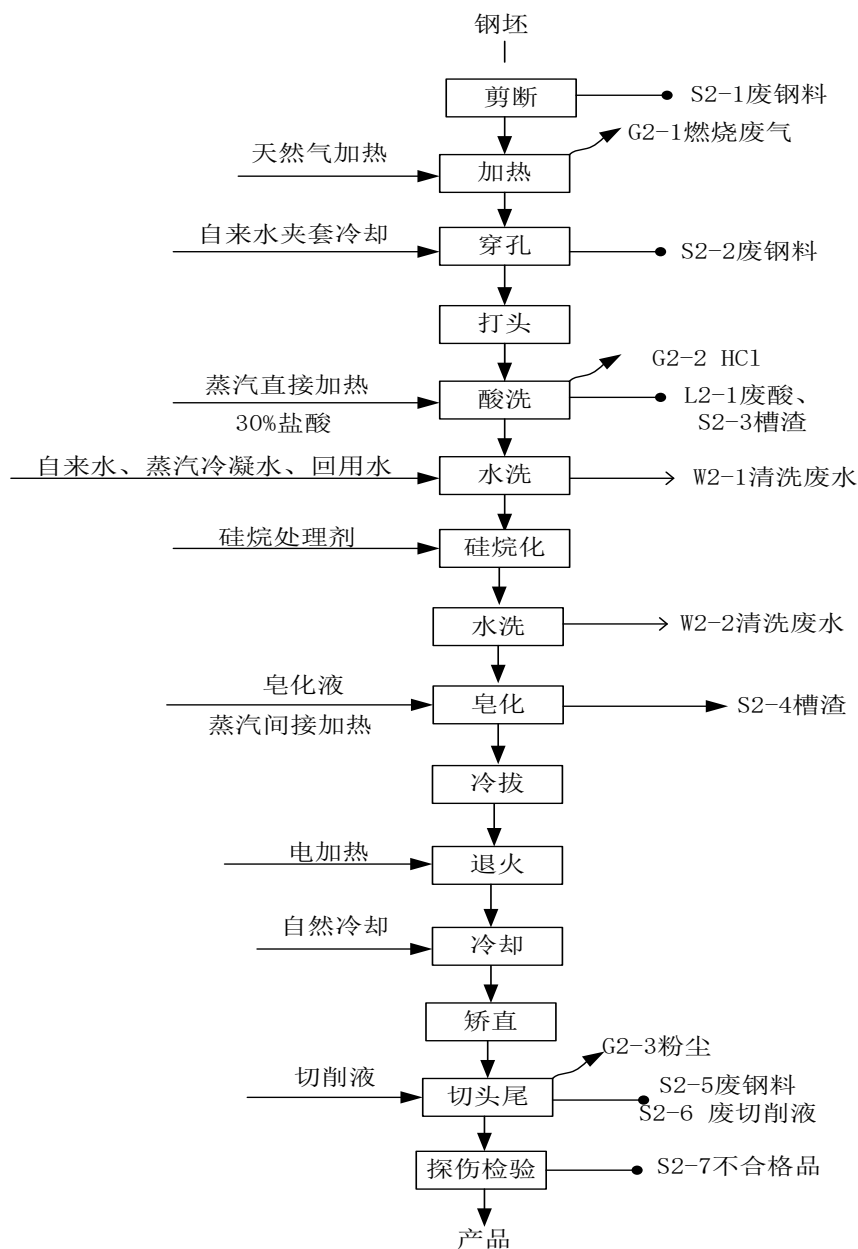 钢坯
剪断
S2-1废钢料
G2-1燃烧废气
天然气加热
加热
自来水夹套冷却
穿孔
S2-2废钢料
打头
G2-2 HCl
蒸汽直接加热
酸洗
L2-1废酸、
S2-3槽渣
30%盐酸
自来水、蒸汽冷凝水、回用水
水洗
W2-1清洗废水
硅烷处理剂
硅烷化
水洗
W2-2清洗废水
皂化液
皂化
S2-4槽渣
蒸汽间接加热
冷拔
电加热
退火
自然冷却
冷却
矫直
G2-3粉尘
切削液
切头尾
S2-5废钢料
S2-6 废切削液
探伤检验
S2-7不合格品
产品